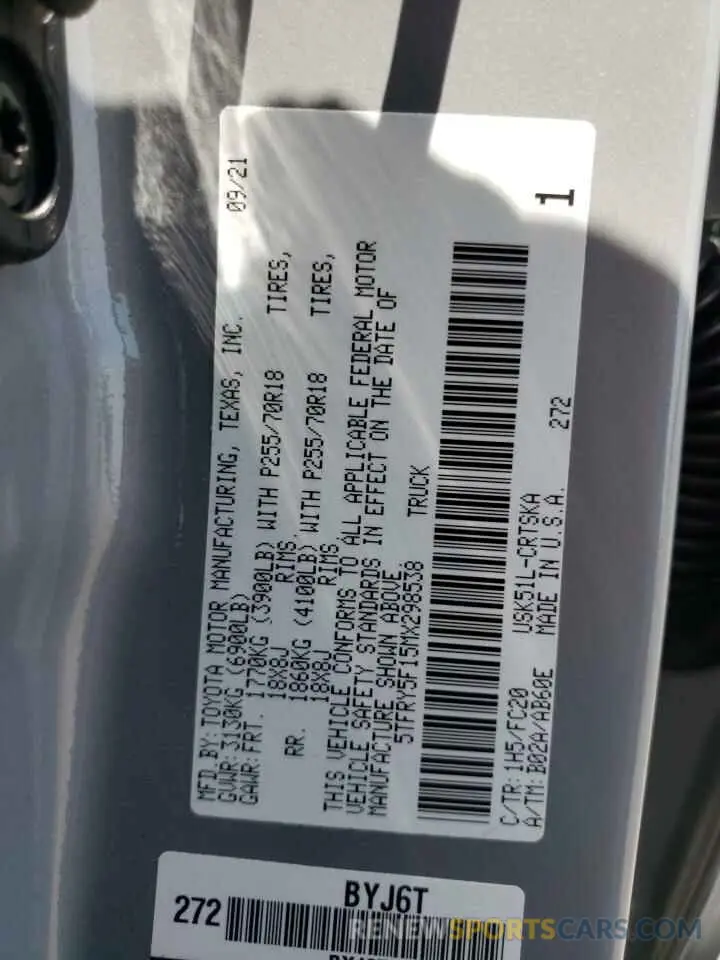 MFD.BY:TOYOTA MOTOR MANUFACTURING, TEXAS, INC. 09/21
GVWR:3130KG (6900LB)
GAWR:FRT. 1770KG (3900LB) WITH P255/70R18 TIRES,
18X8J RIMS.
RR. 1860KG (4100LB) WITH P255/70R18 TIRES,
18X8J RIMS
THIS VEHICLE CONFORMS TO ALL APPLICABLE FEDERAL MOTOR
VEHICLE SAFETY STANDARDS IN EFFECT ON THE DATE OF
MANUFACTURE SHOWN ABOVE.
5TFRY5F15MX298538 TRUCK
1
C/TR:1H5/FC20 USK51L-CRTSKA 272
A/TM:B02A/AB60E MADE IN U.S.A.
BYJ6T
272
RENEWSPORTSCARS.COM